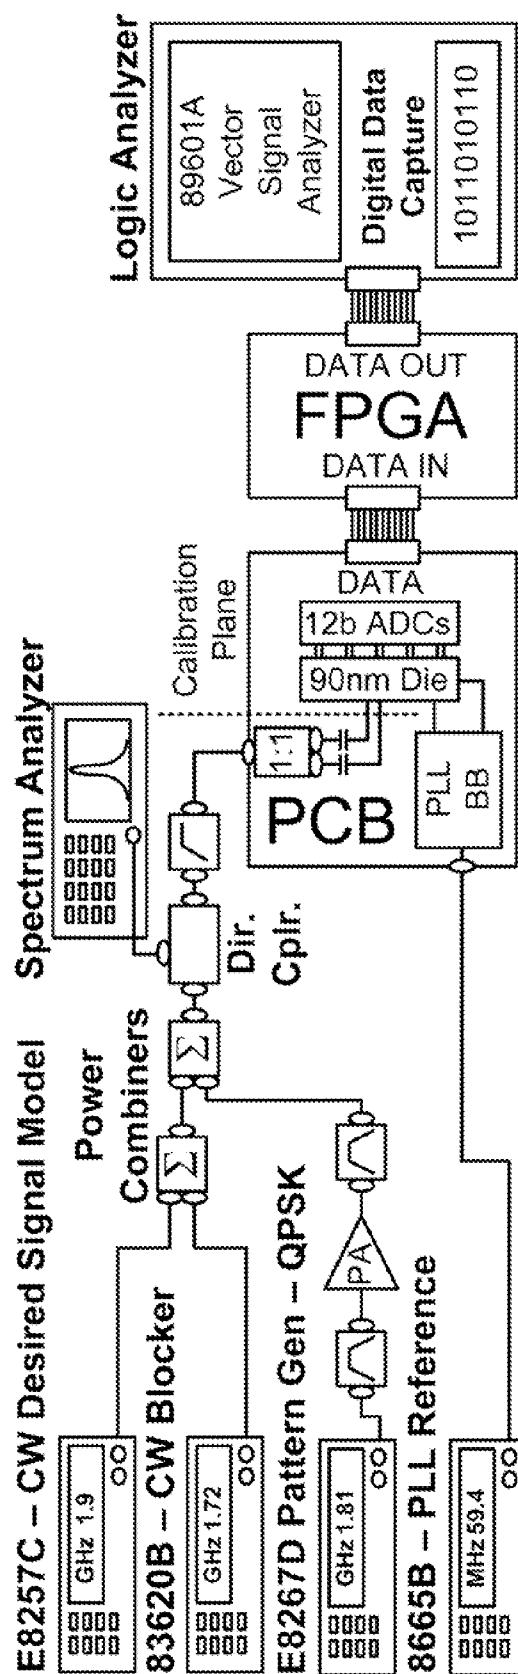 E8257C – CW Desired Signal Model
GHz 1.9
83620B – CW Blocker
GHz 1.72
E8267D Pattern Gen – QPSK
GHz 1.81
8665B – PLL Reference
MHz 59.4
Power
Combiners
Σ
Σ
PA
Spectrum Analyzer
Dir.
Cplr.
Calibration
Plane
1:1
PCB
PLL
BB
90nm Die
12b ADCs
DATA
DATA IN
FPGA
DATA OUT
Logic Analyzer
89601A
Vector
Signal
Analyzer
Digital Data
Capture
1011010110